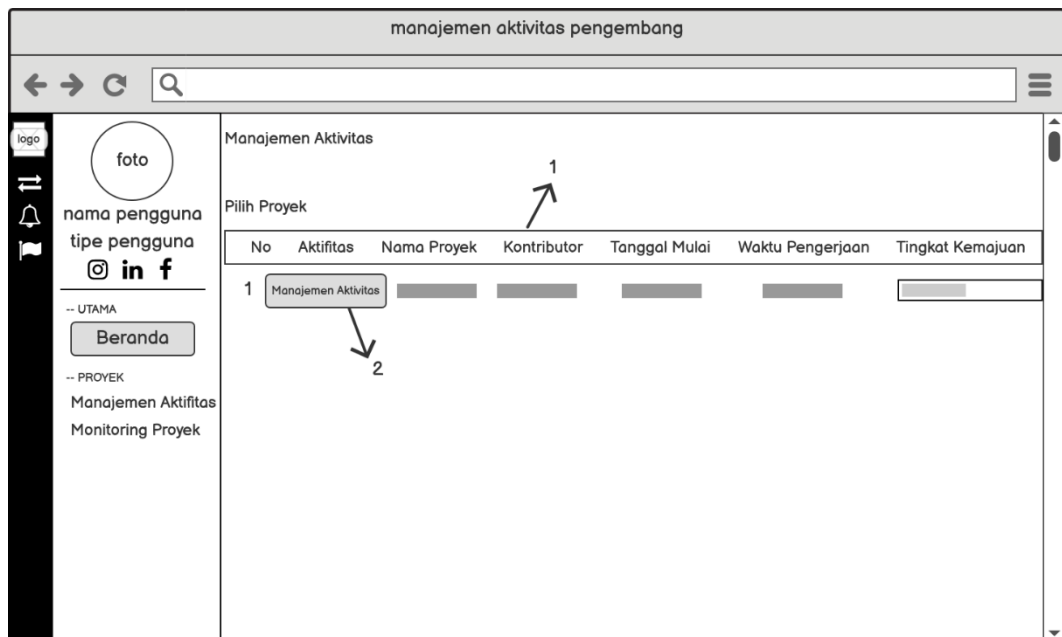 manajemen aktivitas pengembang
logo
foto
nama pengguna
tipe pengguna
in f
-- UTAMA
Beranda
-- PROYEK
Manajemen Aktifitas
Monitoring Proyek
Manajemen Aktivitas
1
Pilih Proyek
No Aktifitas Nama Proyek Kontributor Tanggal Mulai Waktu Pengerjaan Tingkat Kemajuan
1 Manajemen Aktivitas
2